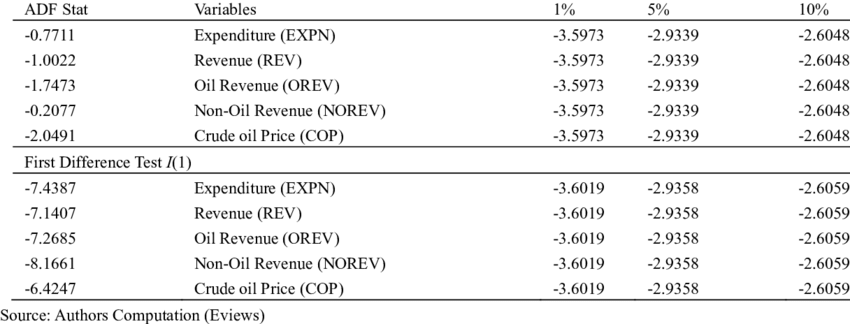 ADF Stat Variables 1% 5% 10%
-0.7711 Expenditure (EXPN) -3.5973 -2.9339 -2.6048
-1.0022 Revenue (REV) -3.5973 -2.9339 -2.6048
-1.7473 Oil Revenue (OREV) -3.5973 -2.9339 -2.6048
-0.2077 Non-Oil Revenue (NOREV) -3.5973 -2.9339 -2.6048
-2.0491 Crude oil Price (COP) -3.5973 -2.9339 -2.6048
First Difference Test I(1)
-7.4387 Expenditure (EXPN) -3.6019 -2.9358 -2.6059
-7.1407 Revenue (REV) -3.6019 -2.9358 -2.6059
-7.2685 Oil Revenue (OREV) -3.6019 -2.9358 -2.6059
-8.1661 Non-Oil Revenue (NOREV) -3.6019 -2.9358 -2.6059
-6.4247 Crude oil Price (COP) -3.6019 -2.9358 -2.6059
Source: Authors Computation (Eviews)